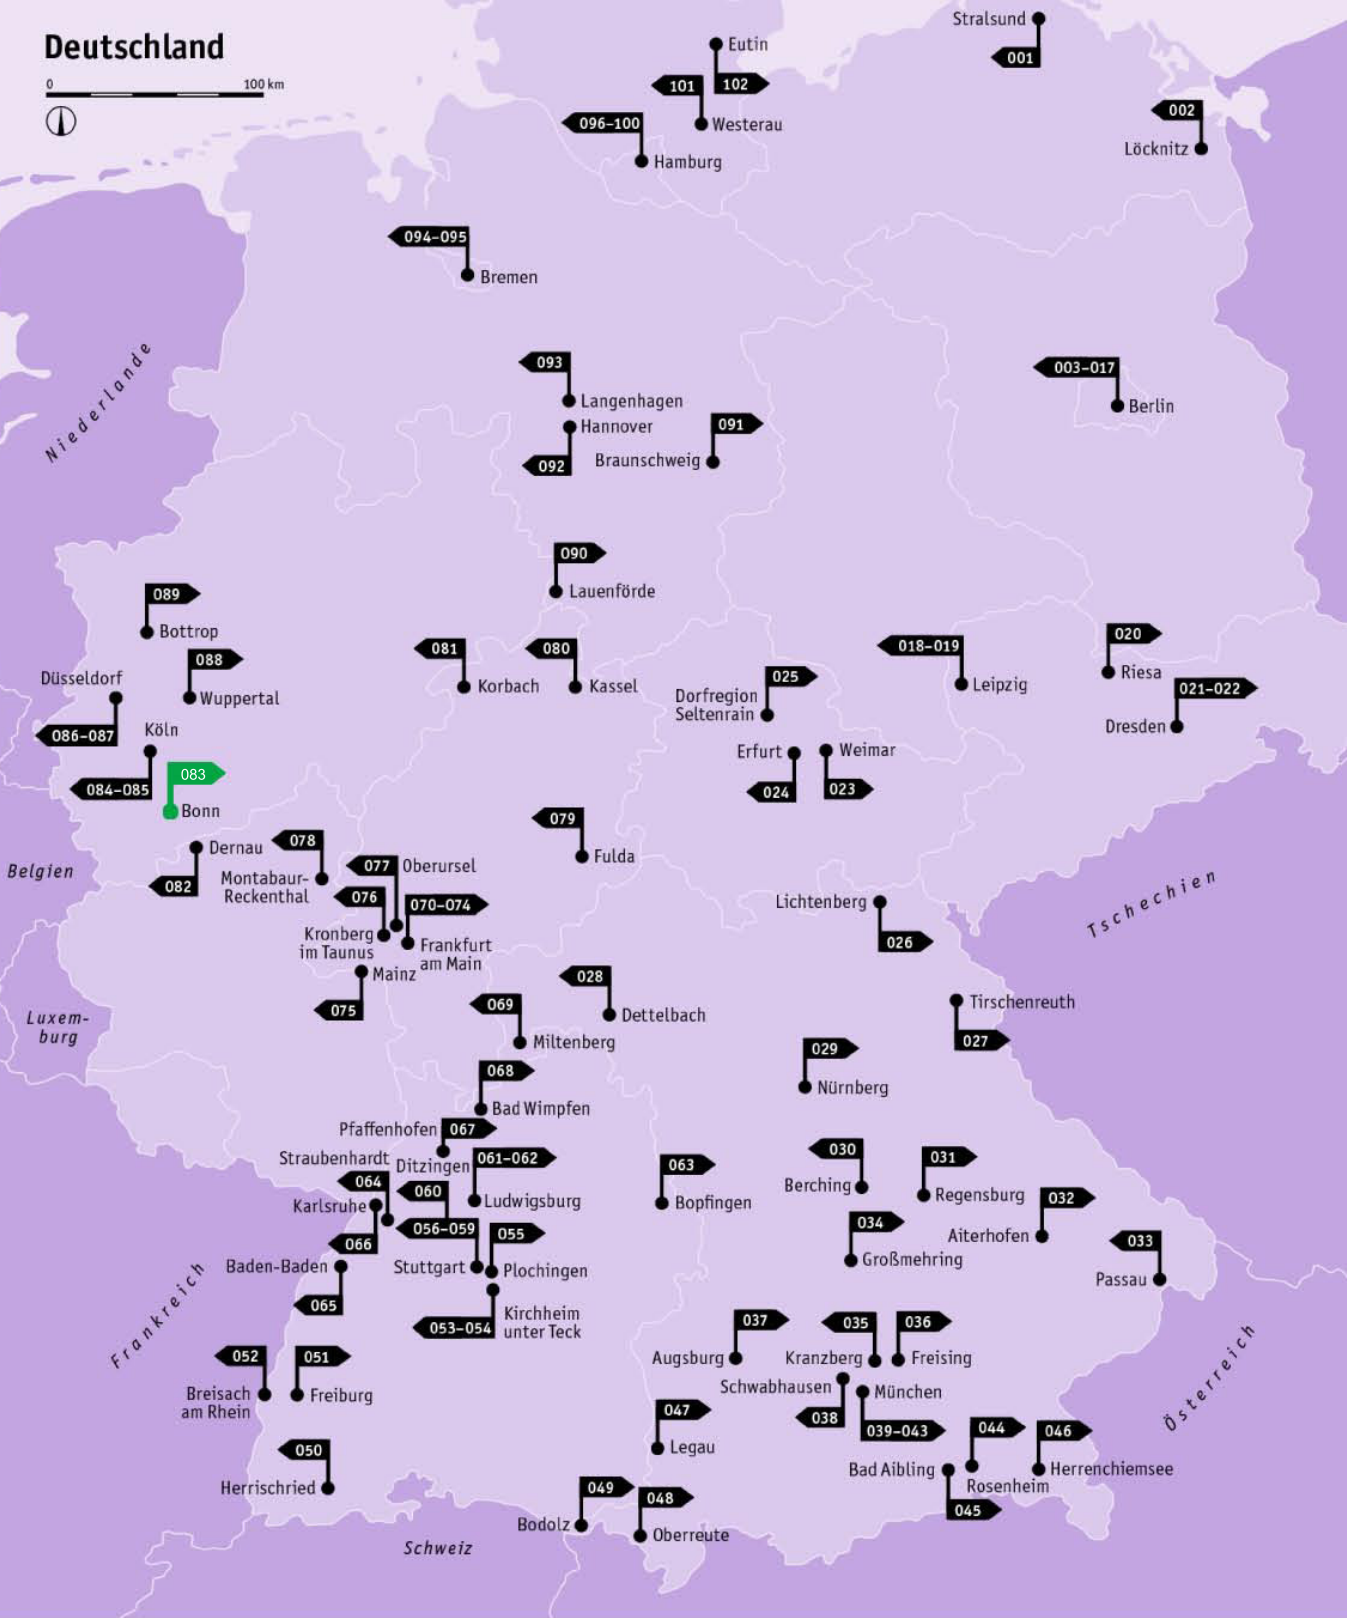 Deutschland
0 100 km
Stralsund
001
Eutin
101
102
Westerau
096–100
Hamburg
002
Löcknitz
094–095
Bremen
Niederlande
093
Langenhagen
Hannover
092
091
Braunschweig
003–017
Berlin
090
Lauenförde
089
Bottrop
088
Wuppertal
Düsseldorf
086–087
Köln
084–085
083
Bonn
081
Korbach
080
Kassel
025
Dorfregion
Seltenrain
018–019
Leipzig
020
Riesa
021–022
Dresden
Erfurt
024
Weimar
023
079
Fulda
Dernau
082
078
Montabaur-
Reckenthal
077
Oberursel
076
070–074
Kronberg
im Taunus
Frankfurt
am Main
Mainz
075
Belgien
Luxem-
burg
Lichtenberg
026
Tschechien
028
Dettelbach
069
Miltenberg
Tirschenreuth
027
029
Nürnberg
068
Bad Wimpfen
Pfaffenhofen
067
Straubenhardt
064
Ditzingen
060
061–062
Ludwigsburg
063
Bopfingen
030
Berching
031
Regensburg
032
Aiterhofen
033
Passau
Karlsruhe
066
056–059
Stuttgart
055
Plochingen
034
Großmehring
Baden-Baden
065
Kirchheim
unter Teck
053–054
Frankreich
037
Augsburg
035
Kranzberg
036
Freising
052
Breisach
am Rhein
051
Freiburg
Schwabhausen
038
München
039–043
Österreich
047
Legau
044
Rosenheim
046
Herrenchiemsee
Bad Aibling
045
050
Herrischried
049
Bodolz
048
Oberreute
Schweiz